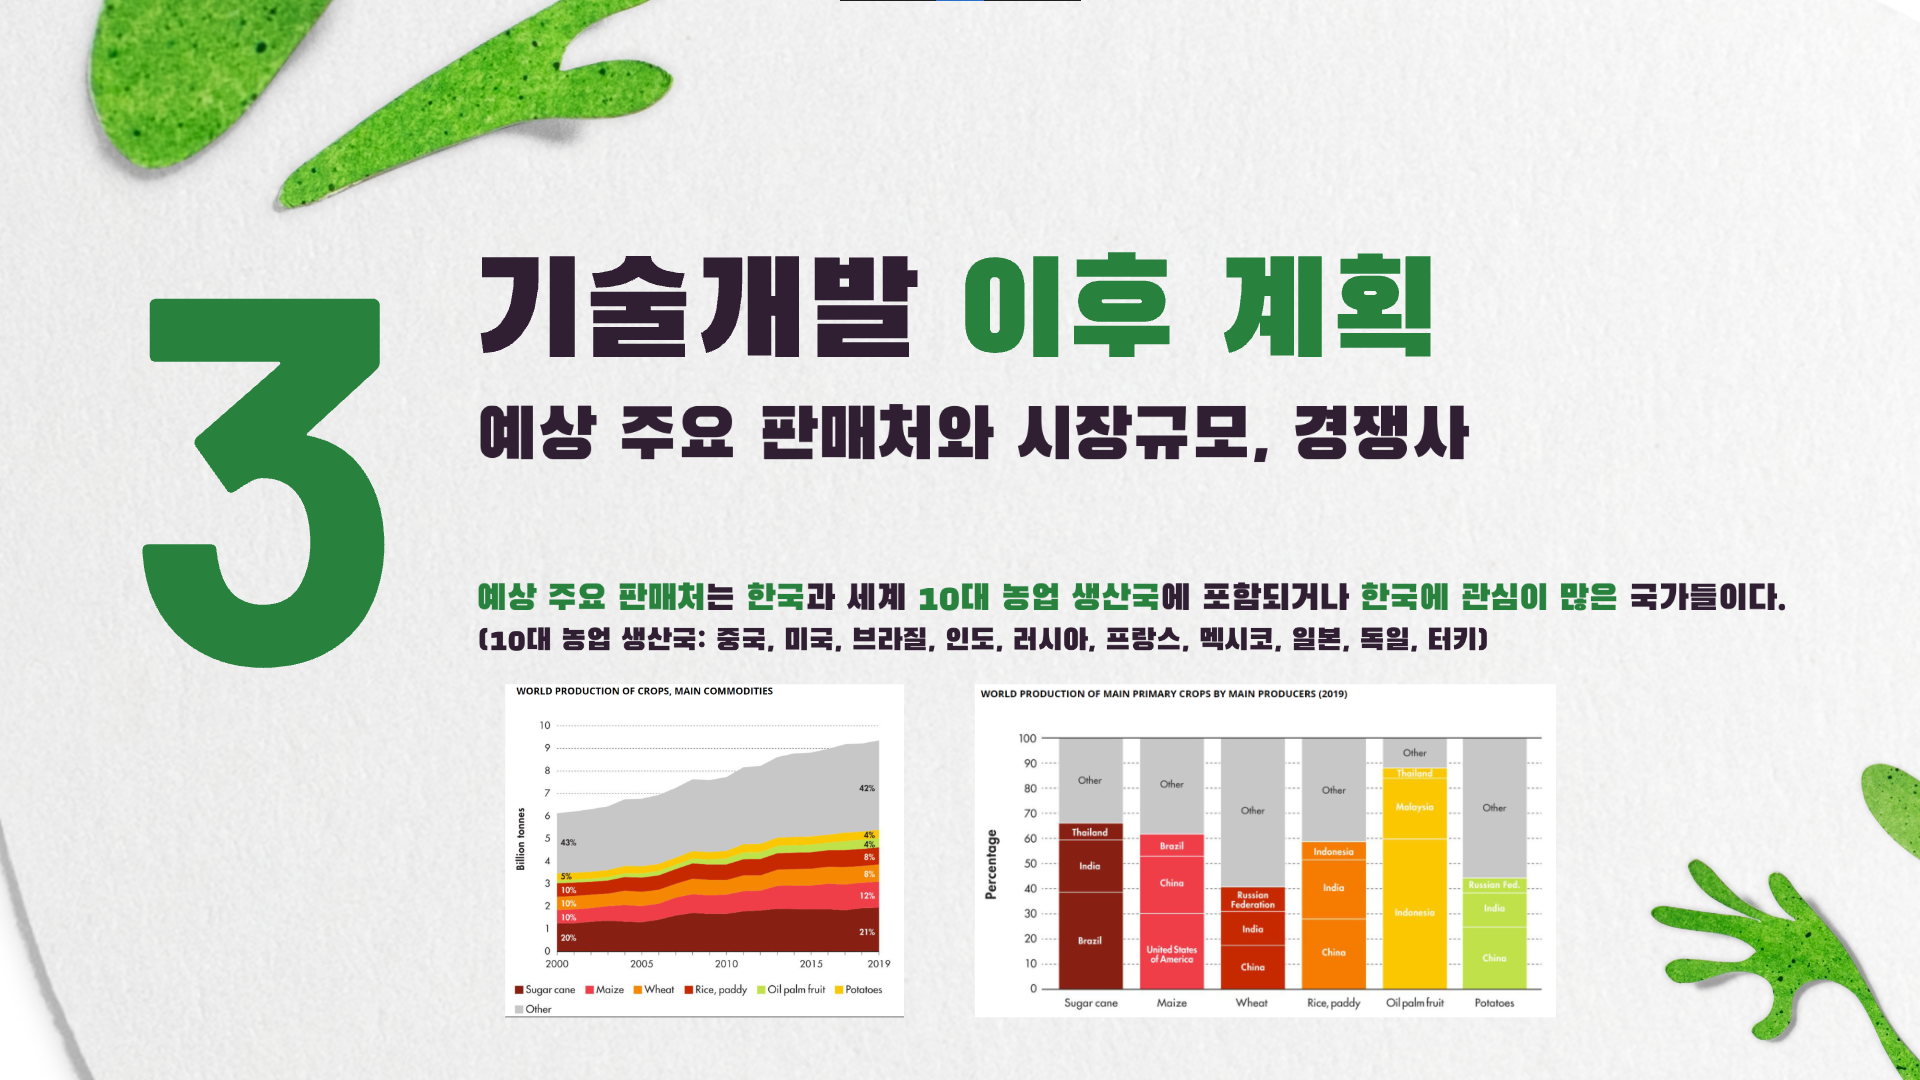 3
기술개발 이후 계획
예상 주요 판매처와 시장규모, 경쟁사
예상 주요 판매처는 한국과 세계 10대 농업 생산국에 포함되거나 한국에 관심이 많은 국가들이다.
(10대 농업 생산국: 중국, 미국, 브라질, 인도, 러시아, 프랑스, 멕시코, 일본, 독일, 터키)
WORLD PRODUCTION OF CROPS, MAIN COMMODITIES
Billion tonnes
10
9
8
7
6
5
4
3
2
1
0
43%
5%
10%
10%
10%
20%
42%
4%
4%
8%
8%
12%
21%
2000 2005 2010 2015 2019
Sugar cane Maize Wheat Rice, paddy Oil palm fruit Potatoes
Other
WORLD PRODUCTION OF MAIN PRIMARY CROPS BY MAIN PRODUCERS (2019)
Percentage
100
90
80
70
60
50
40
30
20
10
0
Other
Thailand
India
Brazil
Other
Brazil
China
United States
of America
Other
Russian
Federation
India
China
Other
Indonesia
India
China
Other
Thailand
Malaysia
Indonesia
Other
Russian Fed.
India
China
Sugar cane Maize Wheat Rice, paddy Oil palm fruit Potatoes